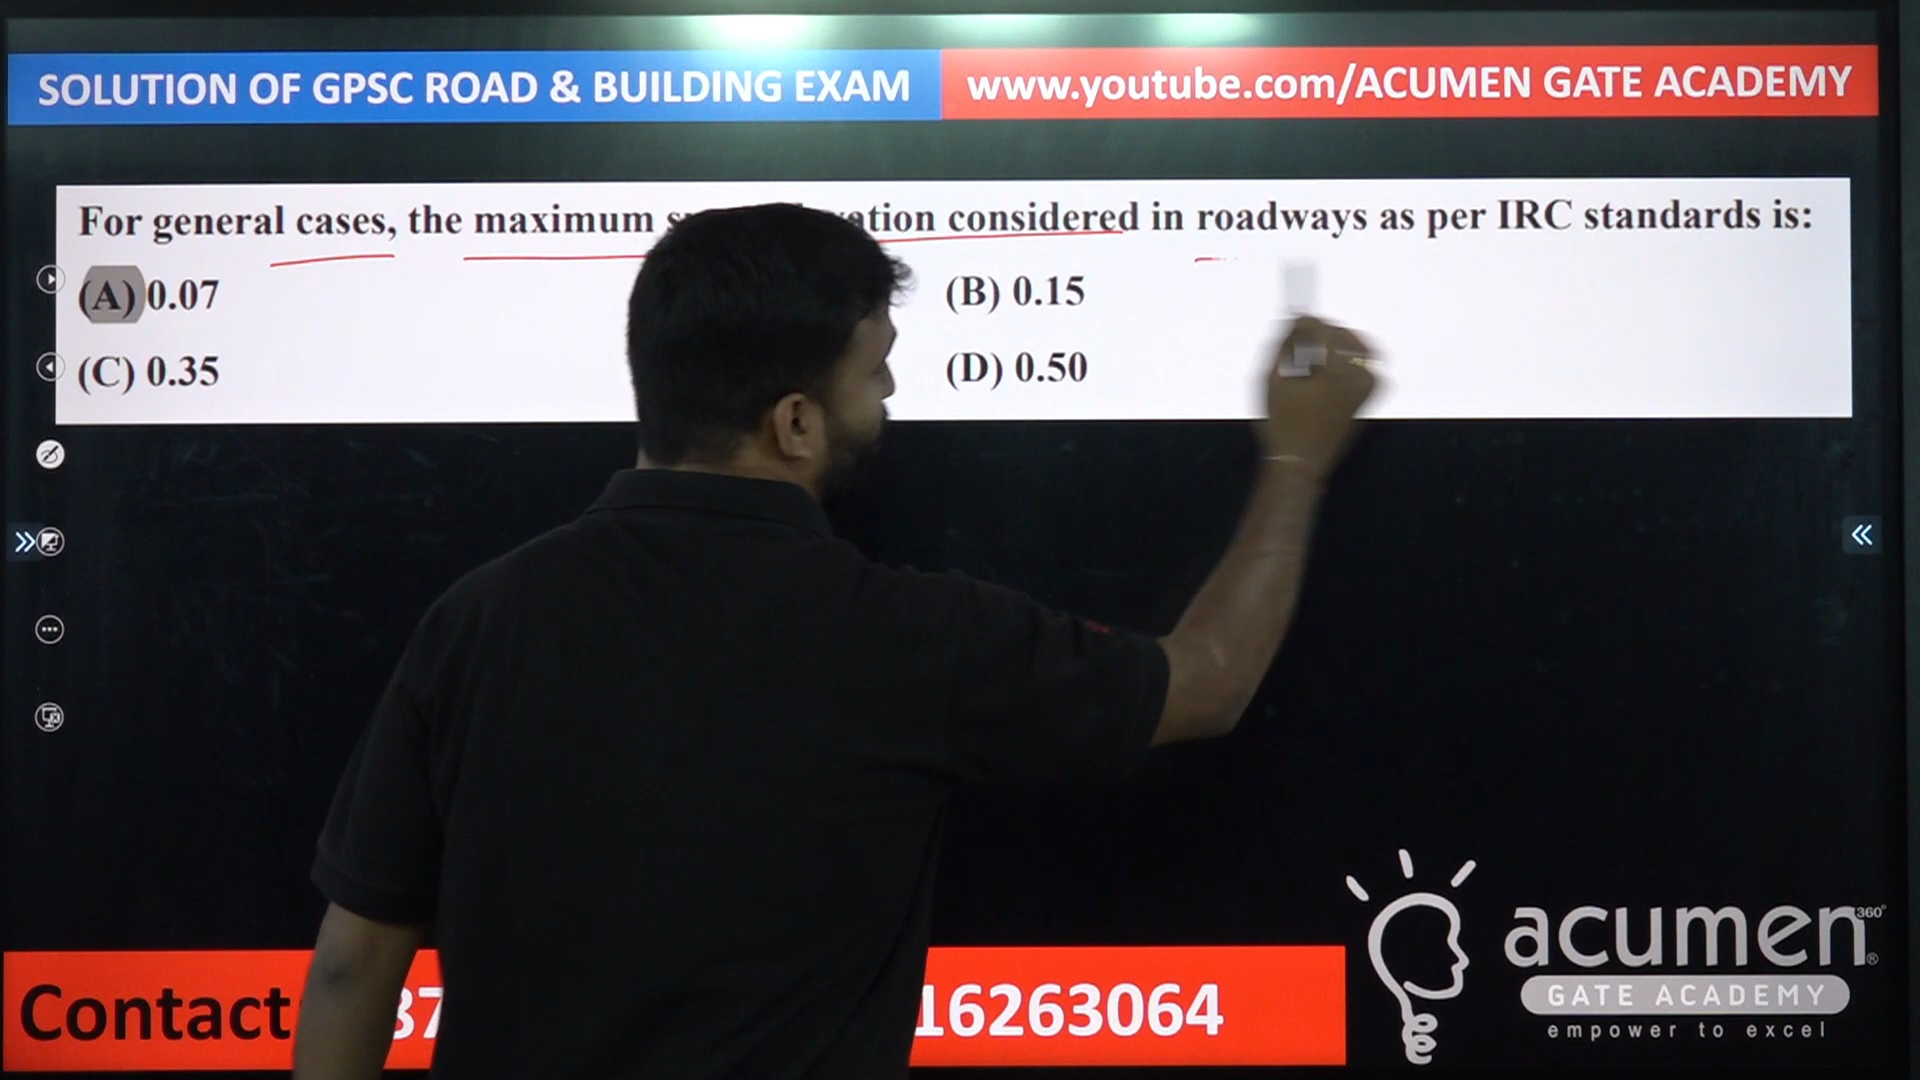 SOLUTION OF GPSC ROAD & BUILDING EXAM
www.youtube.com/ACUMEN GATE ACADEMY
For general cases, the maximum considered in roadways as per IRC standards is:
(A) 0.07
(B) 0.15
(C) 0.35
(D) 0.50
Contact
16263064
acumen 360°
GATE ACADEMY
empower to excel